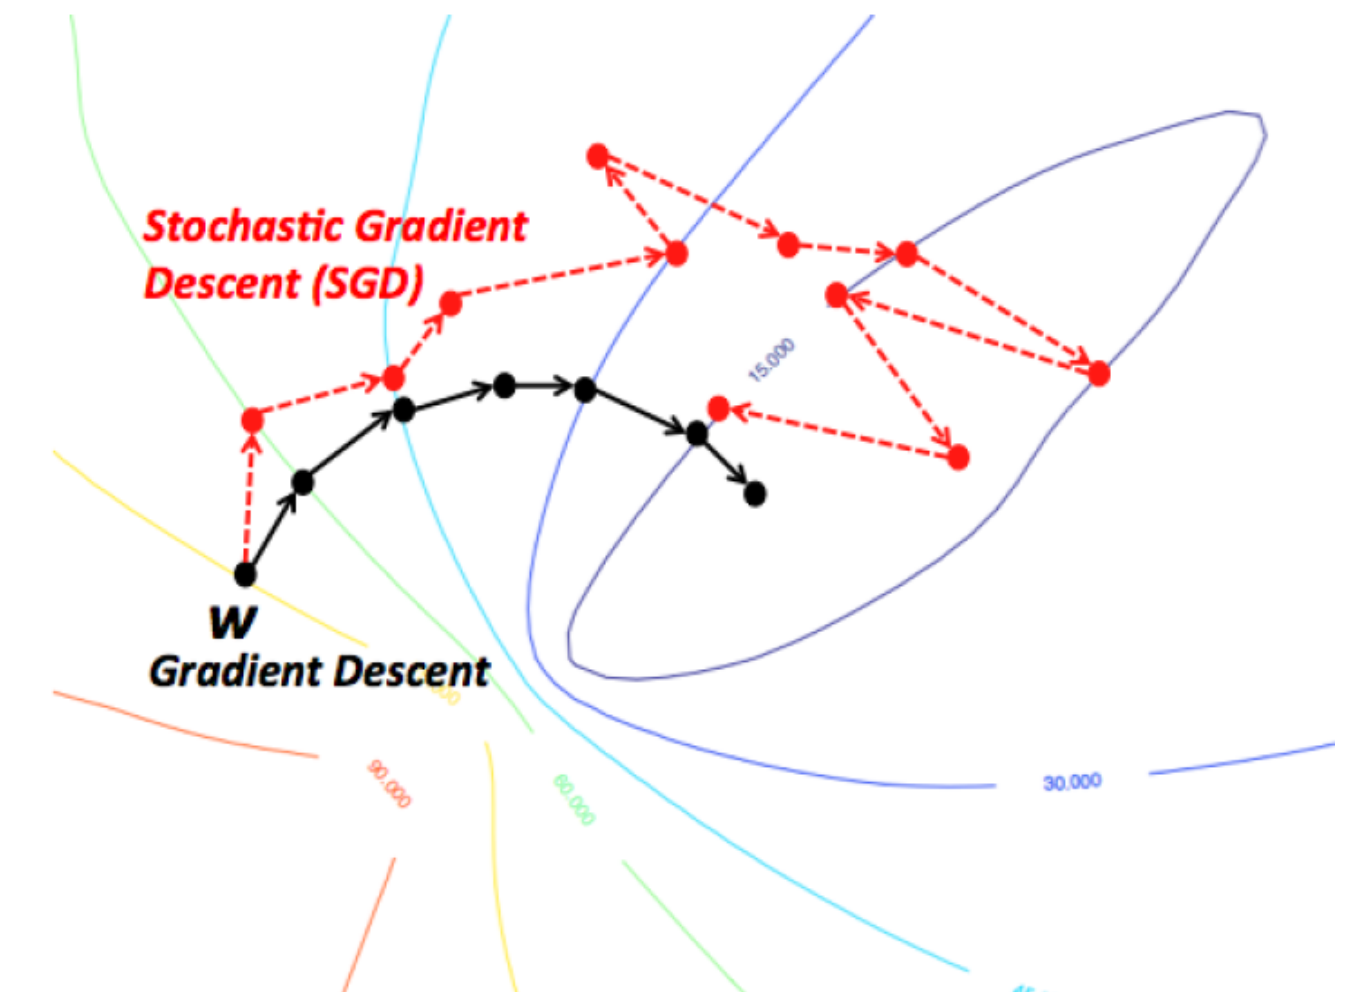 Stochastic Gradient
Descent (SGD)
15.000
W
Gradient Descent
90.000
60.000
30.000